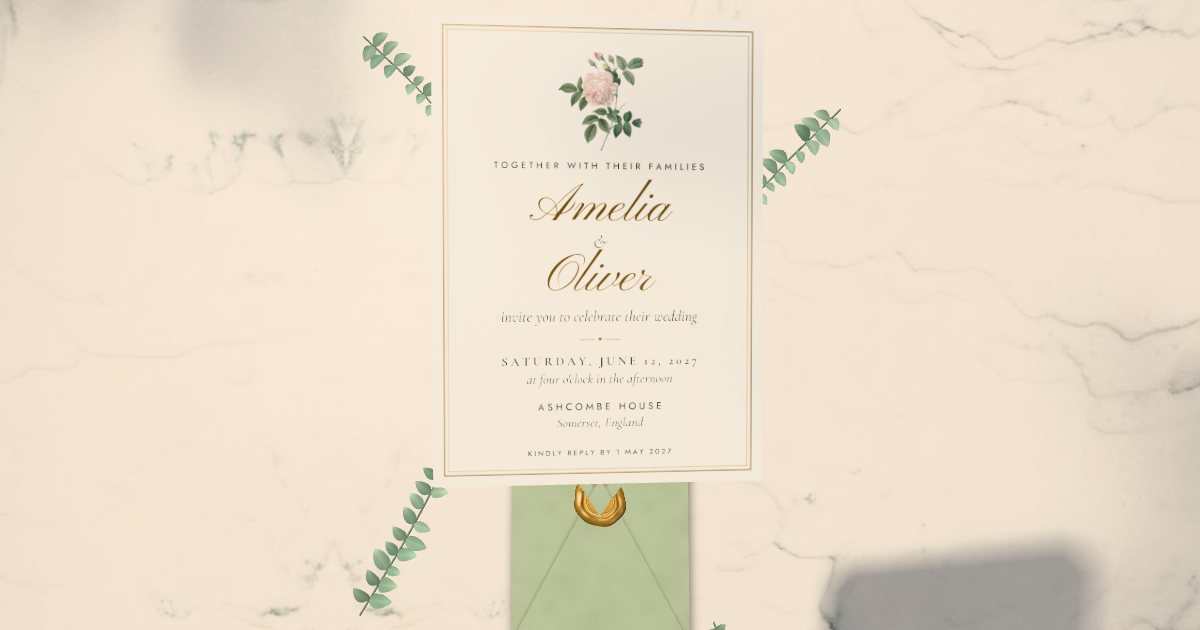 TOGETHER WITH THEIR FAMILIES
Amelia
&
Oliver
invite you to celebrate their wedding
SATURDAY, JUNE 12, 2027
at four o'clock in the afternoon
ASHCOMBE HOUSE
Somerset, England
KINDLY REPLY BY 1 MAY 2027